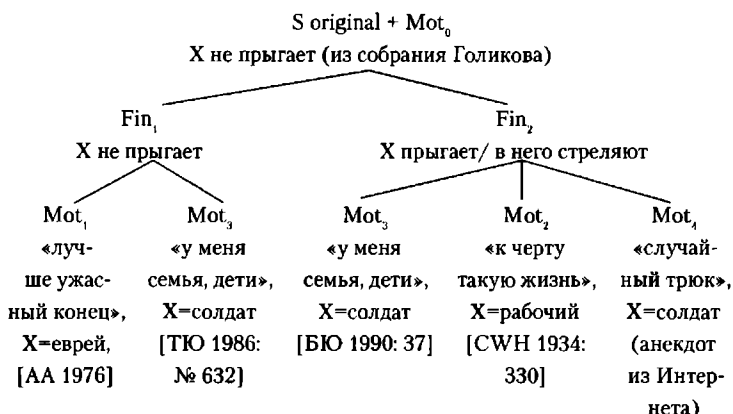 S original + Mot₀
X не прыгает (из собрания Голикова)
Fin₁
X не прыгает
Fin₂
X прыгает/ в него стреляют
Mot₁
«луч-
ше ужас-
ный конец»,
X=еврей,
[АА 1976]
Mot₃
«у меня
семья, дети»,
X=солдат
[ТЮ 1986:
№ 632]
Mot₃
«у меня
семья, дети»,
X=солдат
[БЮ 1990: 37]
Mot₂
«к черту
такую жизнь»,
X=рабочий
[CWH 1934:
330]
Mot₄
«случай-
ный трюк»,
X=солдат
(анекдот
из Интер-
нета)